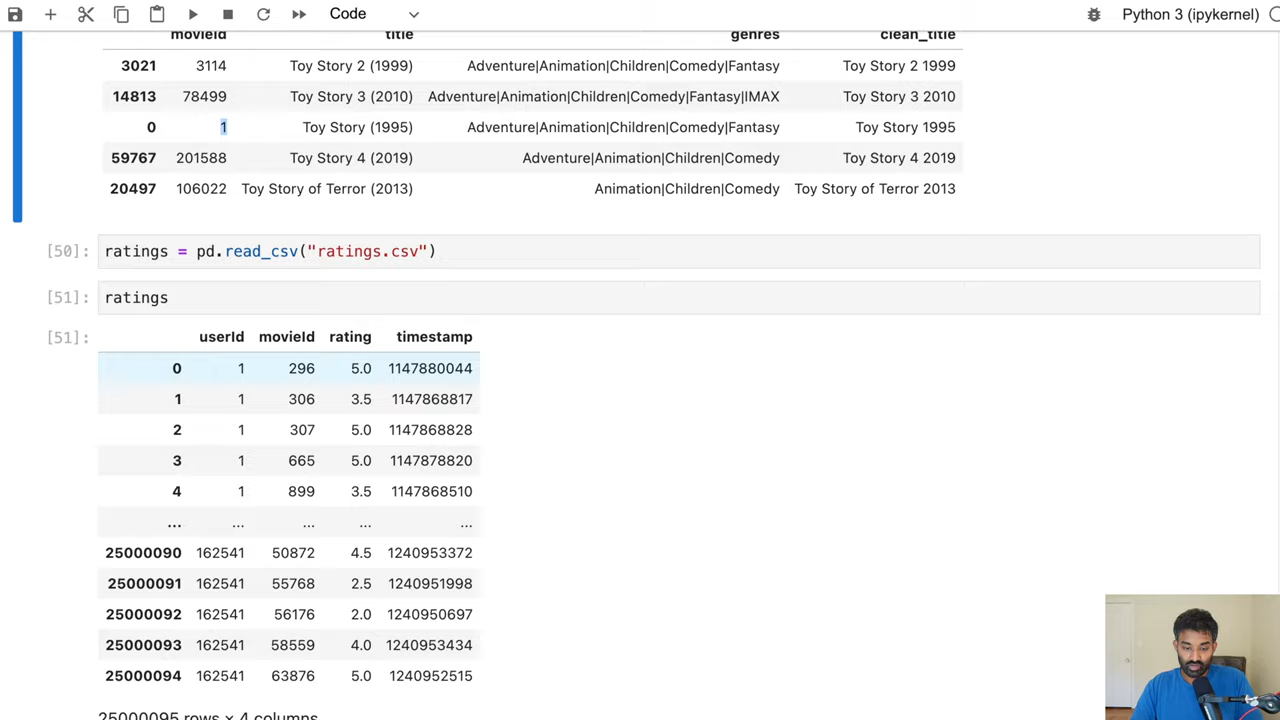 Code Python 3 (ipykernel)
movieId title genres clean_title
3021 3114 Toy Story 2 (1999) Adventure|Animation|Children|Comedy|Fantasy Toy Story 2 1999
14813 78499 Toy Story 3 (2010) Adventure|Animation|Children|Comedy|Fantasy|IMAX Toy Story 3 2010
0 1 Toy Story (1995) Adventure|Animation|Children|Comedy|Fantasy Toy Story 1995
59767 201588 Toy Story 4 (2019) Adventure|Animation|Children|Comedy Toy Story 4 2019
20497 106022 Toy Story of Terror (2013) Animation|Children|Comedy Toy Story of Terror 2013
[50]: ratings = pd.read_csv("ratings.csv")
[51]: ratings
[51]: userId movieId rating timestamp
0 1 296 5.0 1147880044
1 1 306 3.5 1147868817
2 1 307 5.0 1147868828
3 1 665 5.0 1147878820
4 1 899 3.5 1147868510
... ... ... ... ...
25000090 162541 50872 4.5 1240953372
25000091 162541 55768 2.5 1240951998
25000092 162541 56176 2.0 1240950697
25000093 162541 58559 4.0 1240953434
25000094 162541 63876 5.0 1240952515
25000095 rows × 4 columns